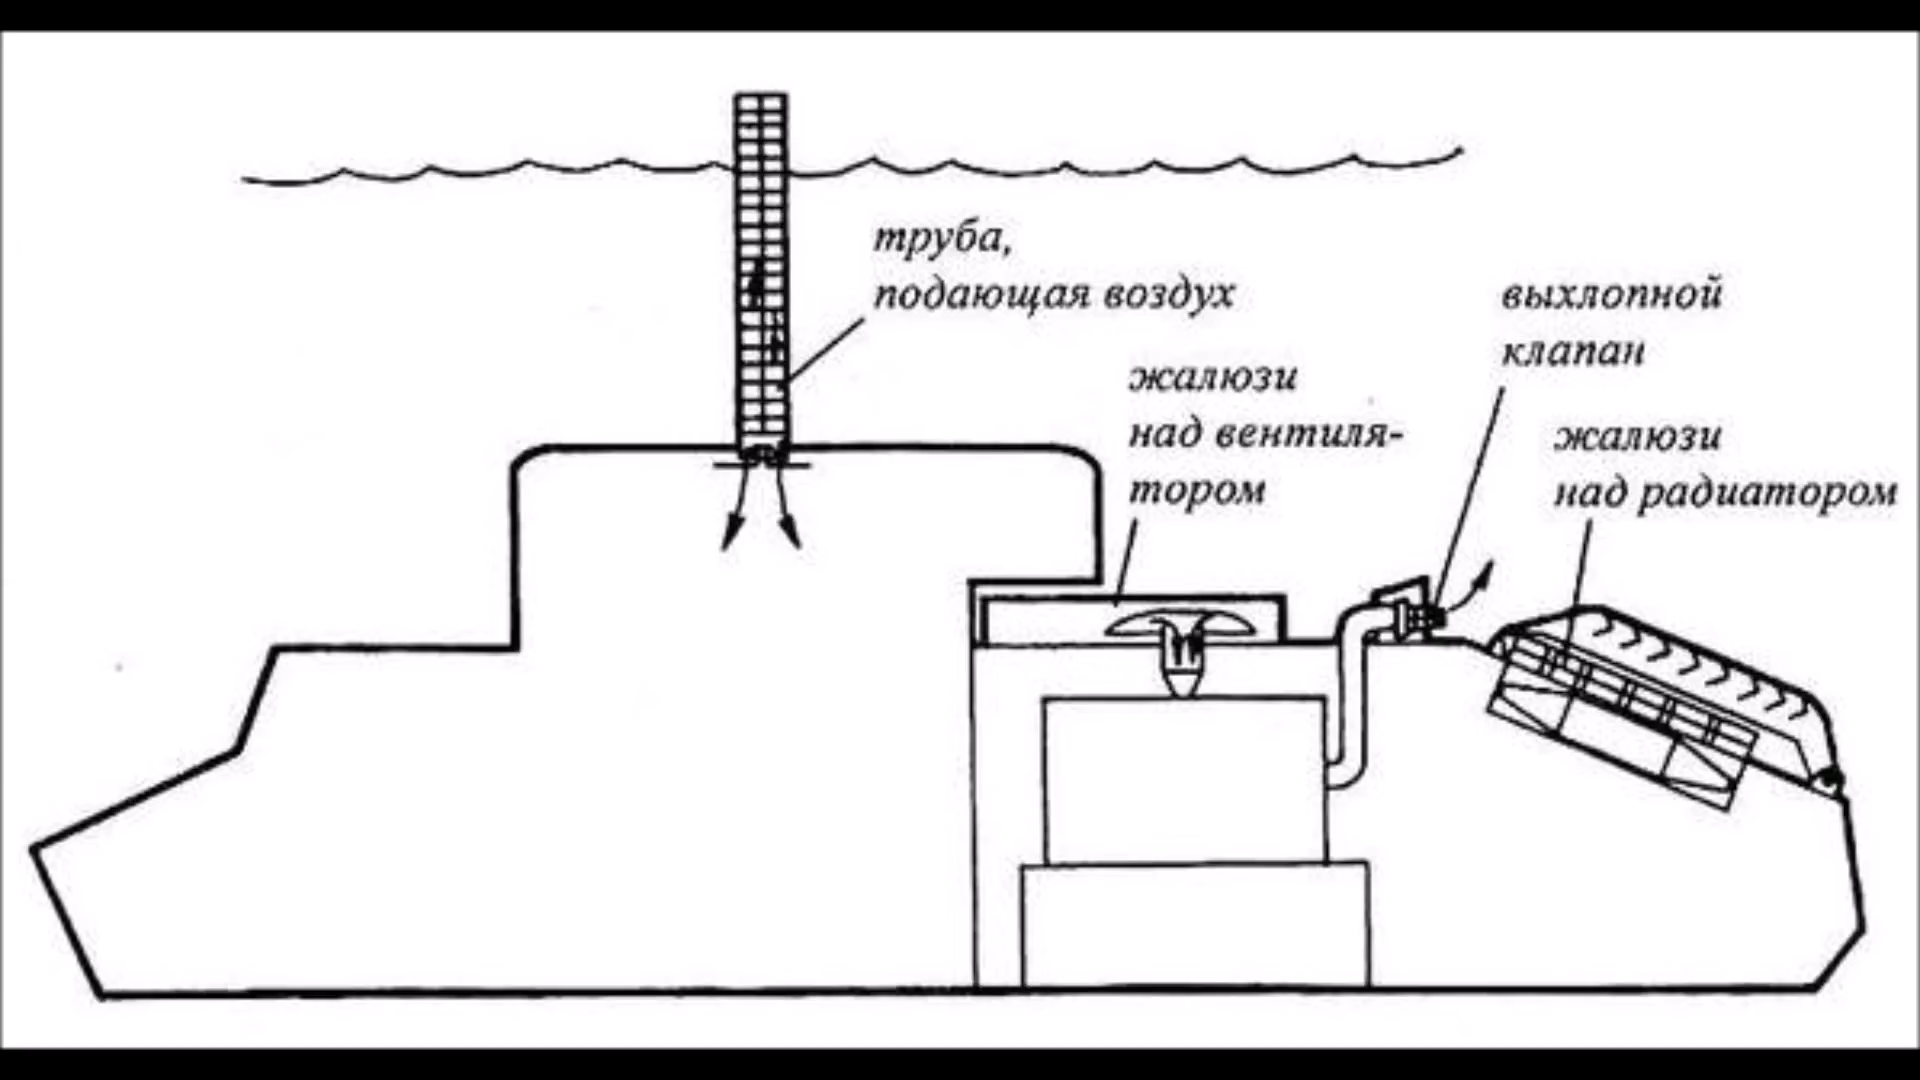 труба,
подающая воздух
жалюзи
над вентиля-
тором
выхлопной
клапан
жалюзи
над радиатором